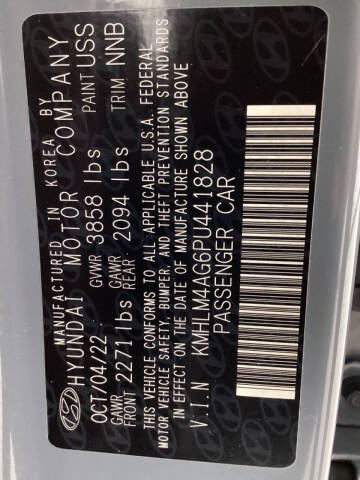 MANUFACTURED IN KOREA BY
HYUNDAI MOTOR COMPANY
OCT/04/22 GVWR 3858 lbs PAINT USS
GAWR FRONT 2271 lbs GAWR REAR 2094 lbs TRIM NNB
THIS VEHICLE CONFORMS TO ALL APPLICABLE U.S.A. FEDERAL
MOTOR VEHICLE SAFETY, BUMPER, AND THEFT PREVENTION STANDARDS
IN EFFECT ON THE DATE OF MANUFACTURE SHOWN ABOVE
V.I.N KMHLM4AG6PU441828
PASSENGER CAR